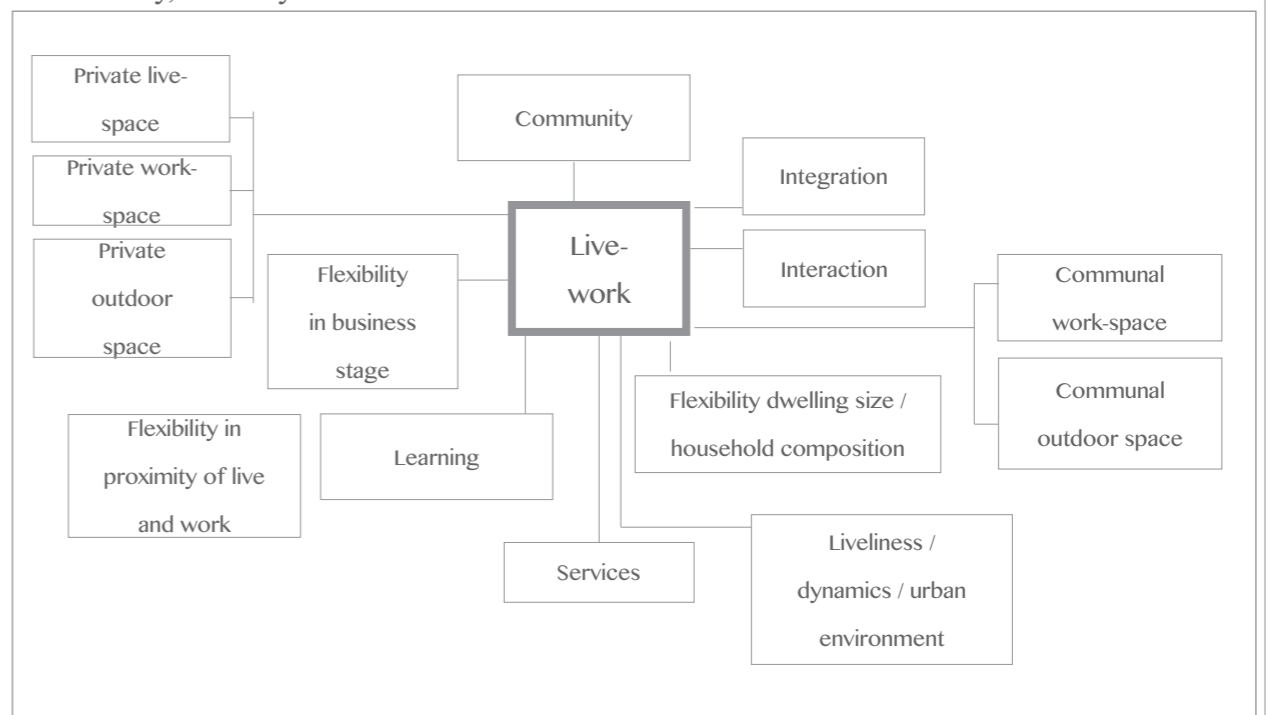 Private live-
space
Private work-
space
Private
outdoor
space
Community
Integration
Interaction
Live-
work
Flexibility
in business
stage
Communal
work-space
Communal
outdoor space
Flexibility dwelling size /
household composition
Flexibility in
proximity of live
and work
Learning
Services
Liveliness /
dynamics / urban
environment